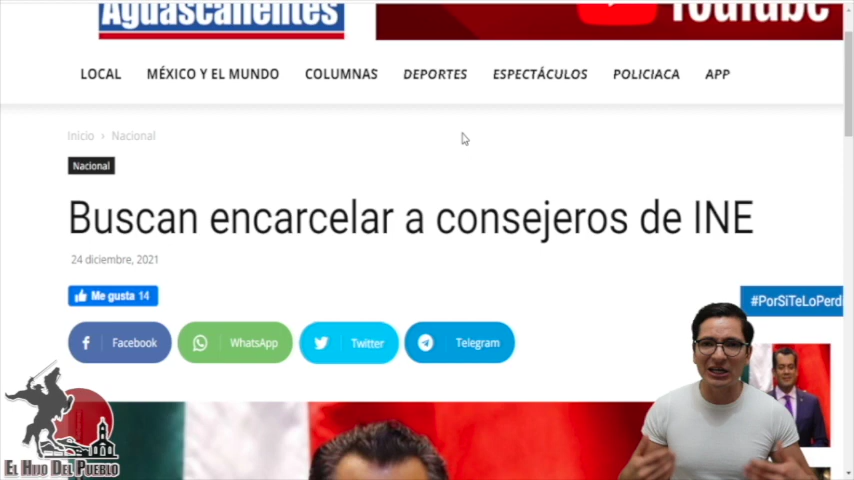 Aguascalientes
YouTube
LOCAL MÉXICO Y EL MUNDO COLUMNAS DEPORTES ESPECTÁCULOS POLICIACA APP
Inicio › Nacional
Nacional
Buscan encarcelar a consejeros de INE
24 diciembre, 2021
Me gusta 14
#PorSiTeLoPerdi
Facebook WhatsApp Twitter Telegram
EL HIJO DEL PUEBLO